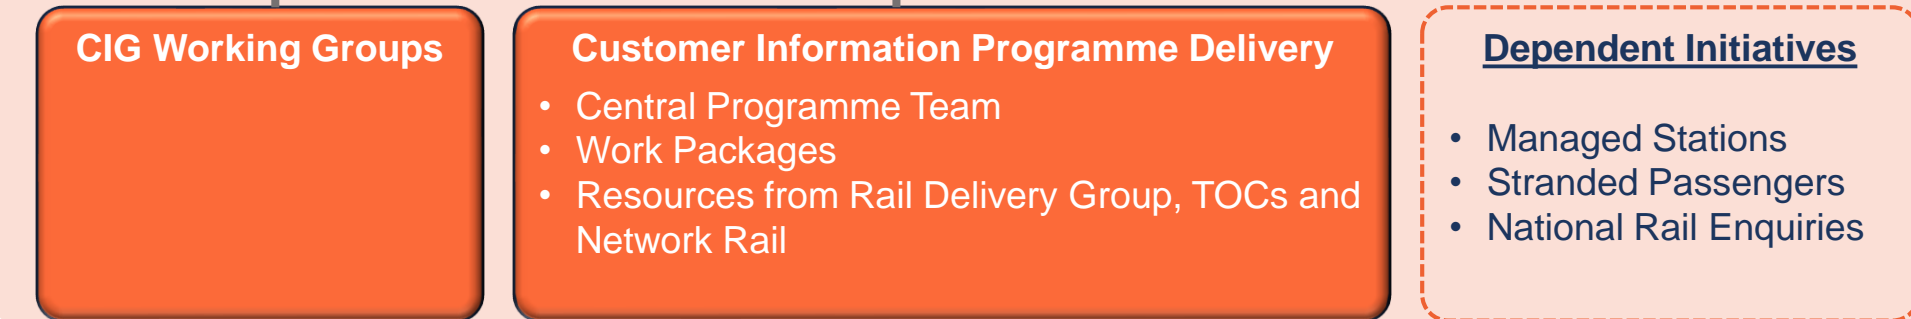 CIG Working Groups
Customer Information Programme Delivery
• Central Programme Team
• Work Packages
• Resources from Rail Delivery Group, TOCs and
Network Rail
Dependent Initiatives
• Managed Stations
• Stranded Passengers
• National Rail Enquiries